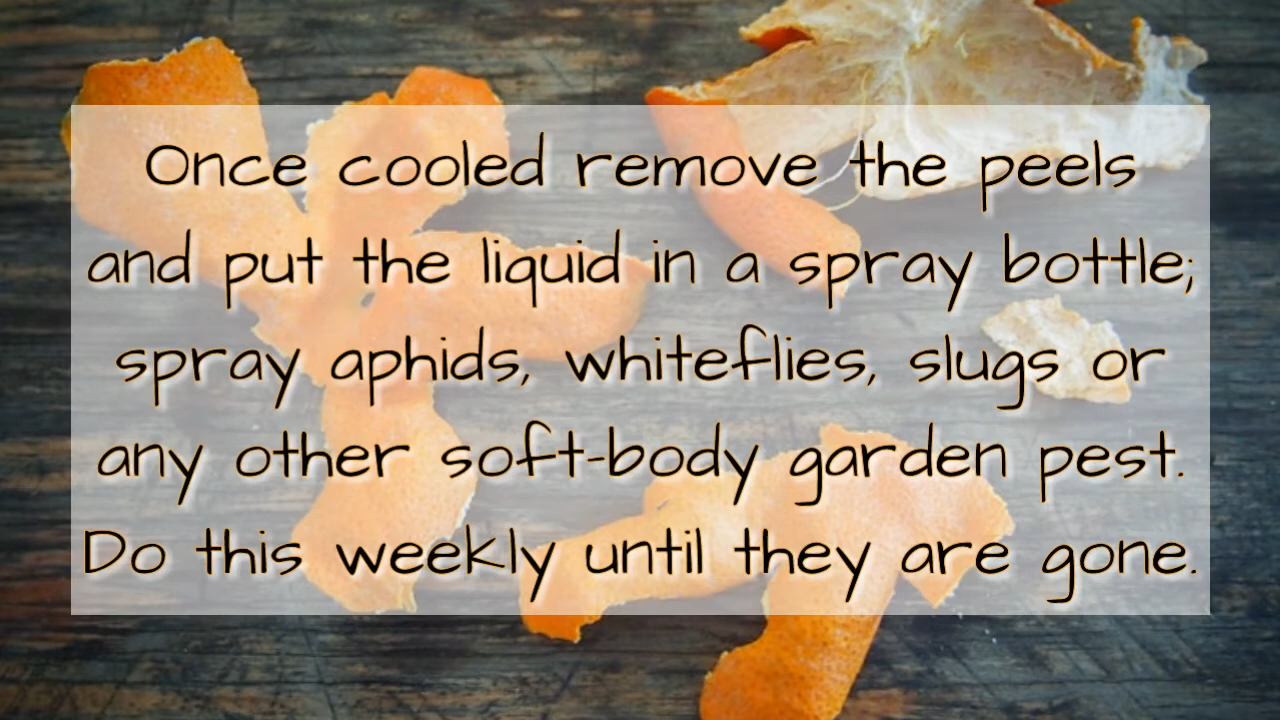 Once cooled remove the peels
and put the liquid in a spray bottle;
spray aphids, whiteflies, slugs or
any other soft-body garden pest.
Do this weekly until they are gone.